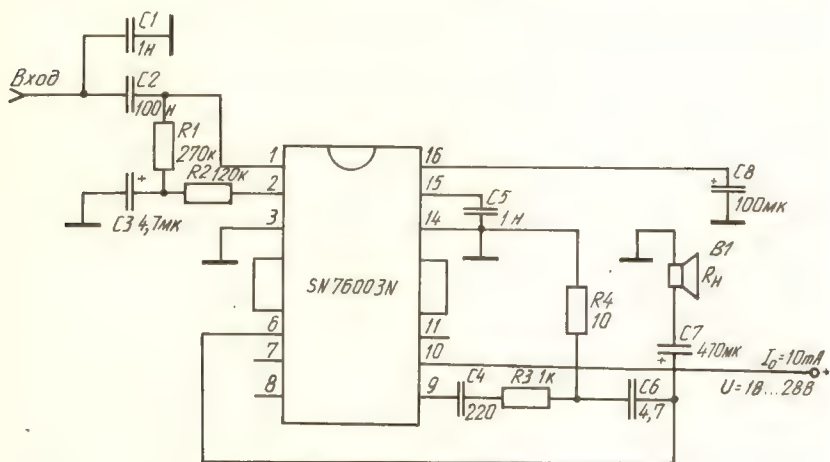 C1
1н
Вход
C2
100н
R1
270к
R2 120к
C3 4,7мк
1
2
3
6
7
8
16
15
14
11
10
9
SN76003N
C5
1н
C8
100мк
B1
Rн
R4
10
C7
470мк
I₀=10mA
+
U=18...28В
C4
220
R3 1к
C6
4,7